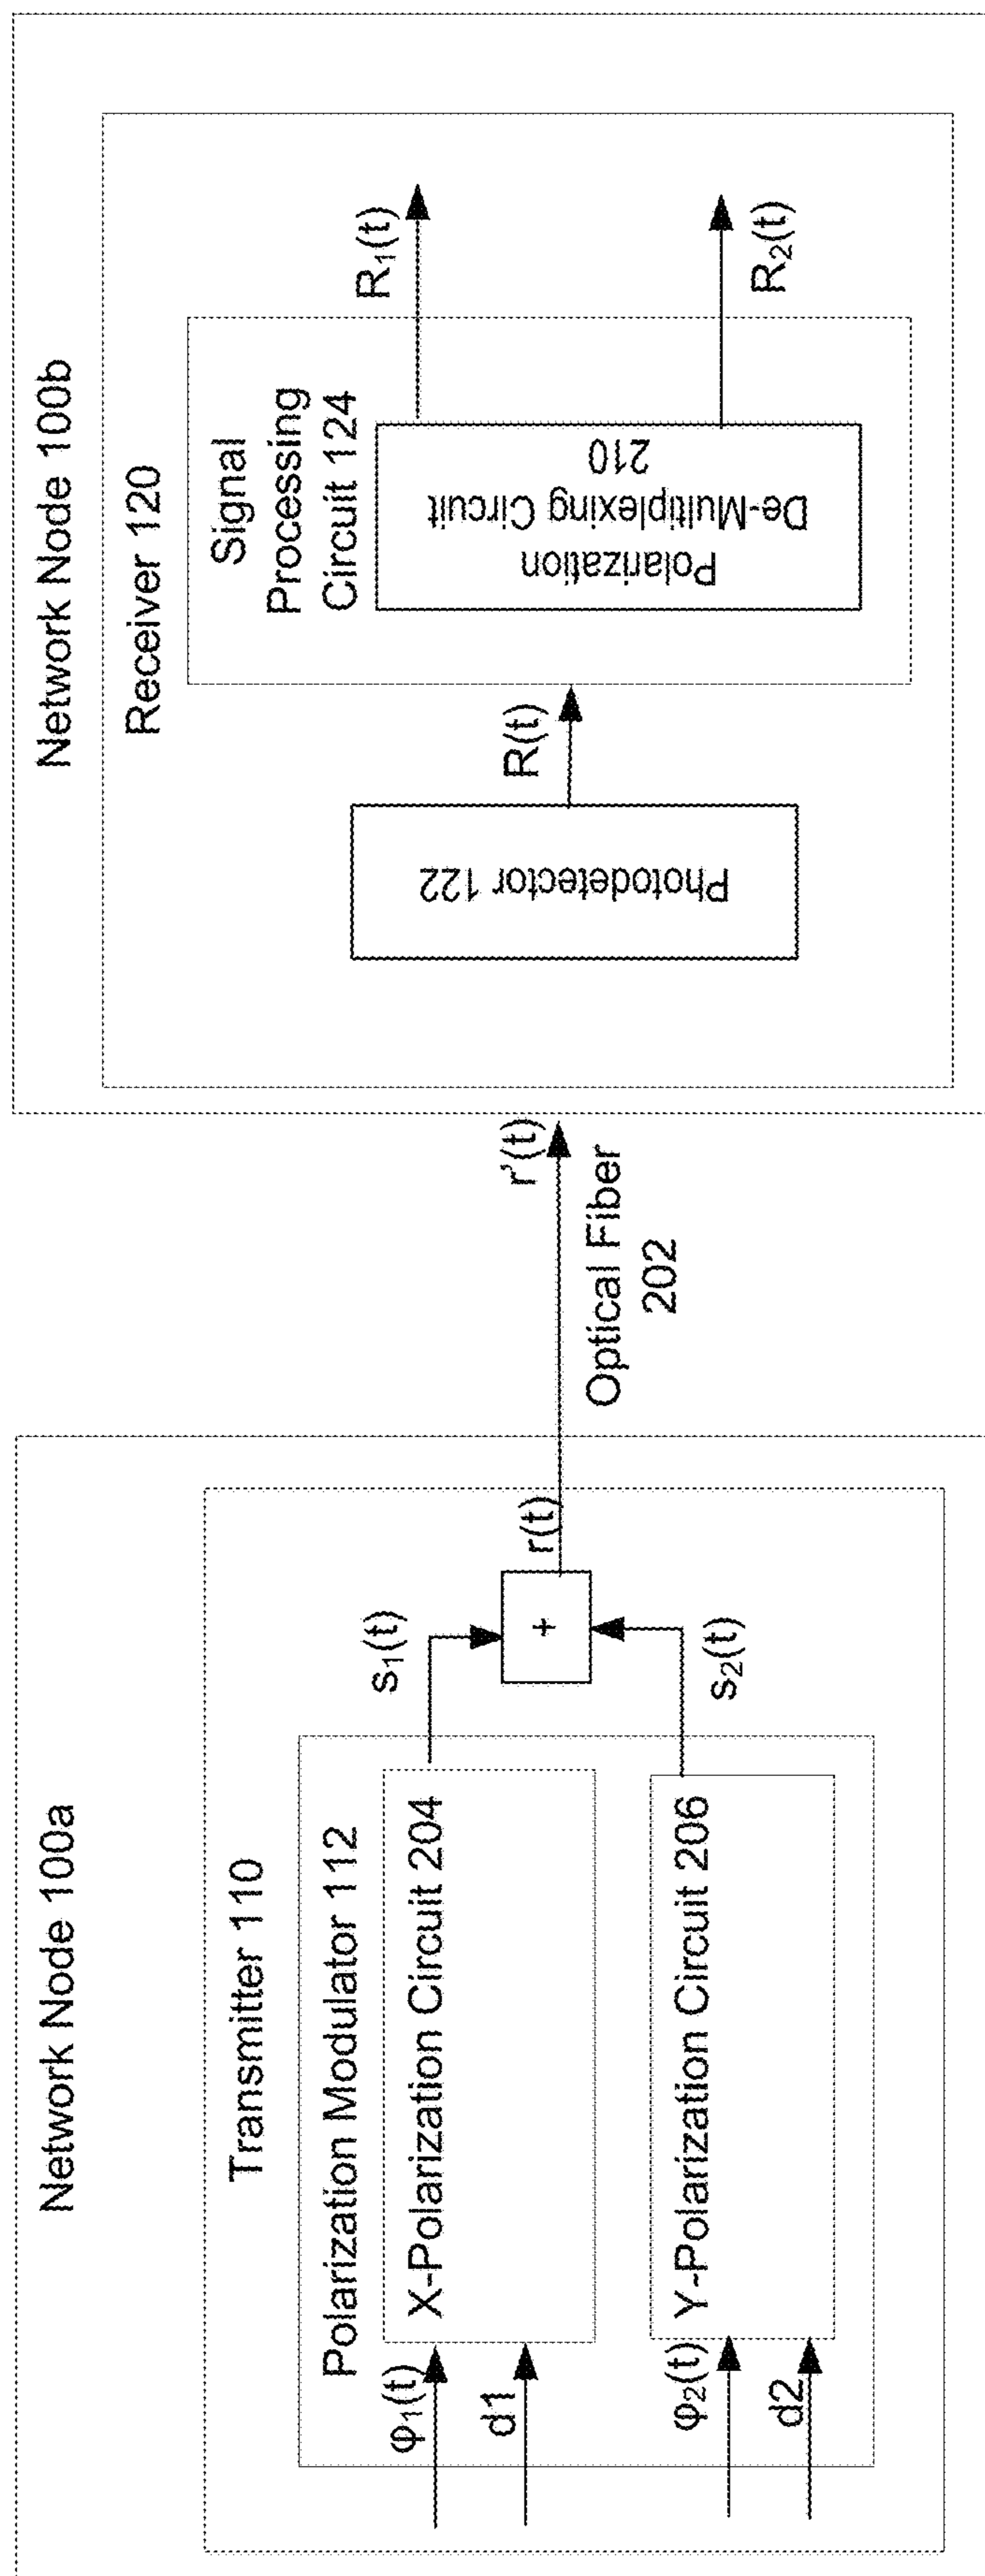 Network Node 100a
Transmitter 110
Polarization Modulator 112
φ₁(t)
X-Polarization Circuit 204
d1
φ₂(t)
Y-Polarization Circuit 206
d2
s₁(t)
+
s₂(t)
r(t)
Optical Fiber
202
r'(t)
Network Node 100b
Receiver 120
Photodetector 122
R(t)
Signal
Processing
Circuit 124
Polarization
De-Multiplexing Circuit
210
R₁(t)
R₂(t)